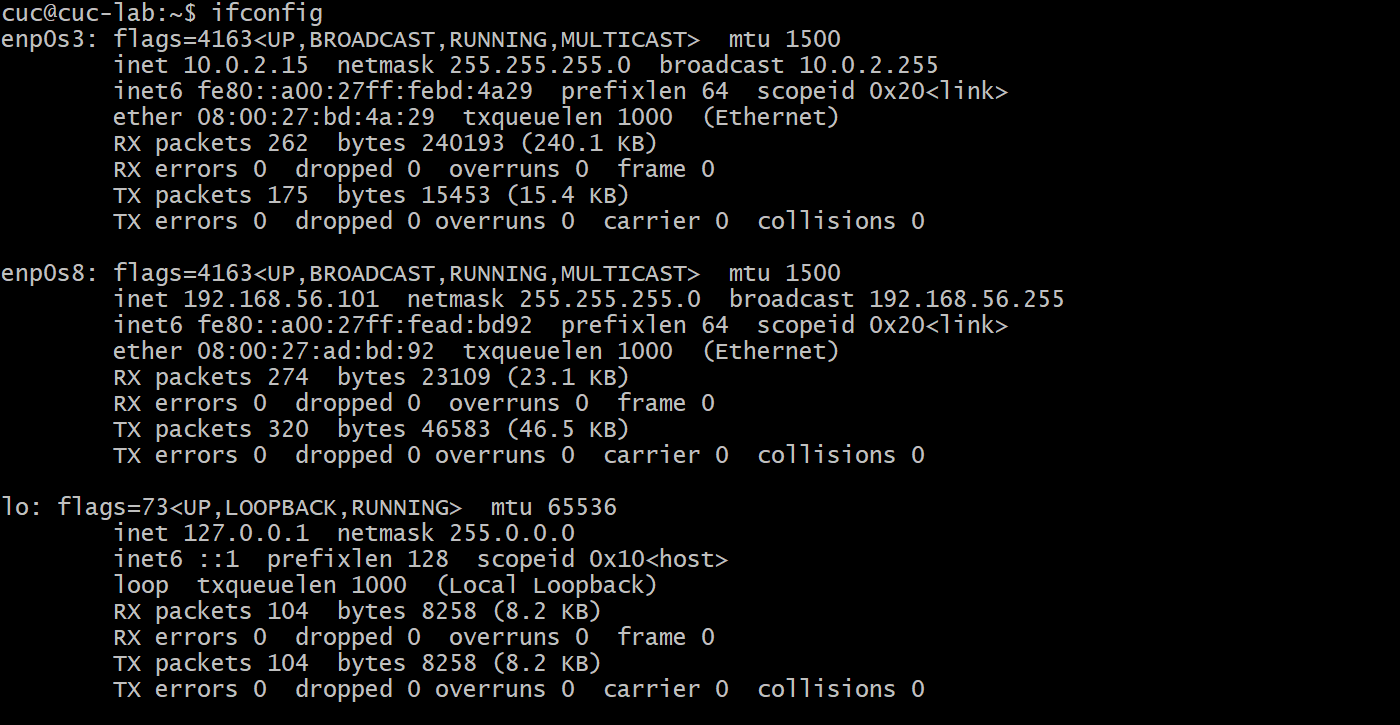 cuc@cuc-lab:~$ ifconfig
enp0s3: flags=4163<UP,BROADCAST,RUNNING,MULTICAST>  mtu 1500
        inet 10.0.2.15  netmask 255.255.255.0  broadcast 10.0.2.255
        inet6 fe80::a00:27ff:febd:4a29  prefixlen 64  scopeid 0x20<link>
        ether 08:00:27:bd:4a:29  txqueuelen 1000  (Ethernet)
        RX packets 262  bytes 240193 (240.1 KB)
        RX errors 0  dropped 0  overruns 0  frame 0
        TX packets 175  bytes 15453 (15.4 KB)
        TX errors 0  dropped 0 overruns 0  carrier 0  collisions 0

enp0s8: flags=4163<UP,BROADCAST,RUNNING,MULTICAST>  mtu 1500
        inet 192.168.56.101  netmask 255.255.255.0  broadcast 192.168.56.255
        inet6 fe80::a00:27ff:fead:bd92  prefixlen 64  scopeid 0x20<link>
        ether 08:00:27:ad:bd:92  txqueuelen 1000  (Ethernet)
        RX packets 274  bytes 23109 (23.1 KB)
        RX errors 0  dropped 0  overruns 0  frame 0
        TX packets 320  bytes 46583 (46.5 KB)
        TX errors 0  dropped 0 overruns 0  carrier 0  collisions 0

lo: flags=73<UP,LOOPBACK,RUNNING>  mtu 65536
        inet 127.0.0.1  netmask 255.0.0.0
        inet6 ::1  prefixlen 128  scopeid 0x10<host>
        loop  txqueuelen 1000  (Local Loopback)
        RX packets 104  bytes 8258 (8.2 KB)
        RX errors 0  dropped 0  overruns 0  frame 0
        TX packets 104  bytes 8258 (8.2 KB)
        TX errors 0  dropped 0 overruns 0  carrier 0  collisions 0